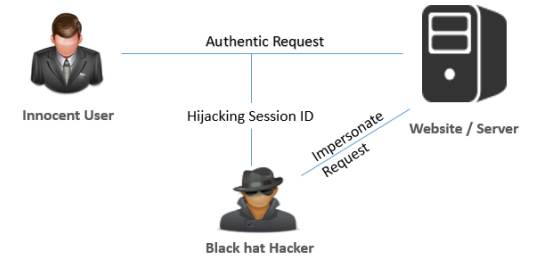 Authentic Request
Innocent User
Hijacking Session ID
Website / Server
Impersonate
Request
Black hat Hacker